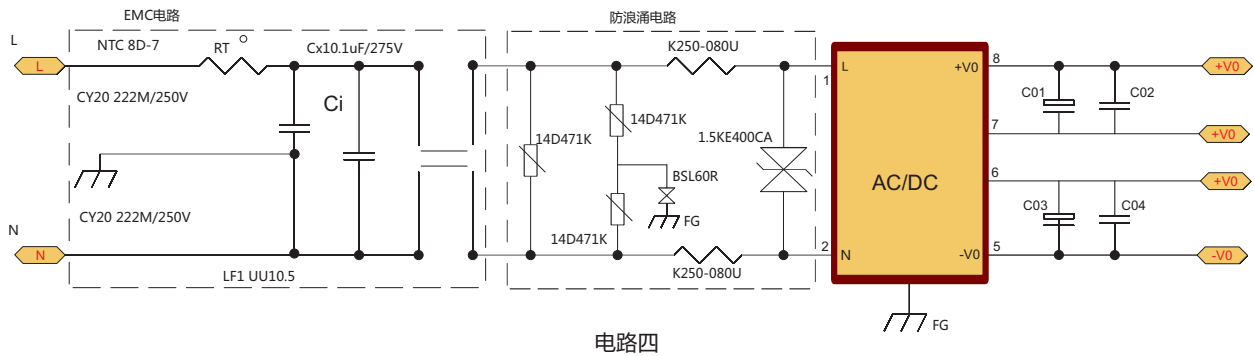 EMC电路
防浪涌电路
L
NTC 8D-7
RT
Cx10.1uF/275V
K250-080U
L
1
L
+V0
8
+V0
CY20 222M/250V
Ci
C01
C02
14D471K
14D471K
1.5KE400CA
7
+V0
BSL60R
AC/DC
6
+V0
CY20 222M/250V
FG
C03
C04
N
14D471K
N
2
N
-V0
5
-V0
LF1 UU10.5
K250-080U
FG
电路四